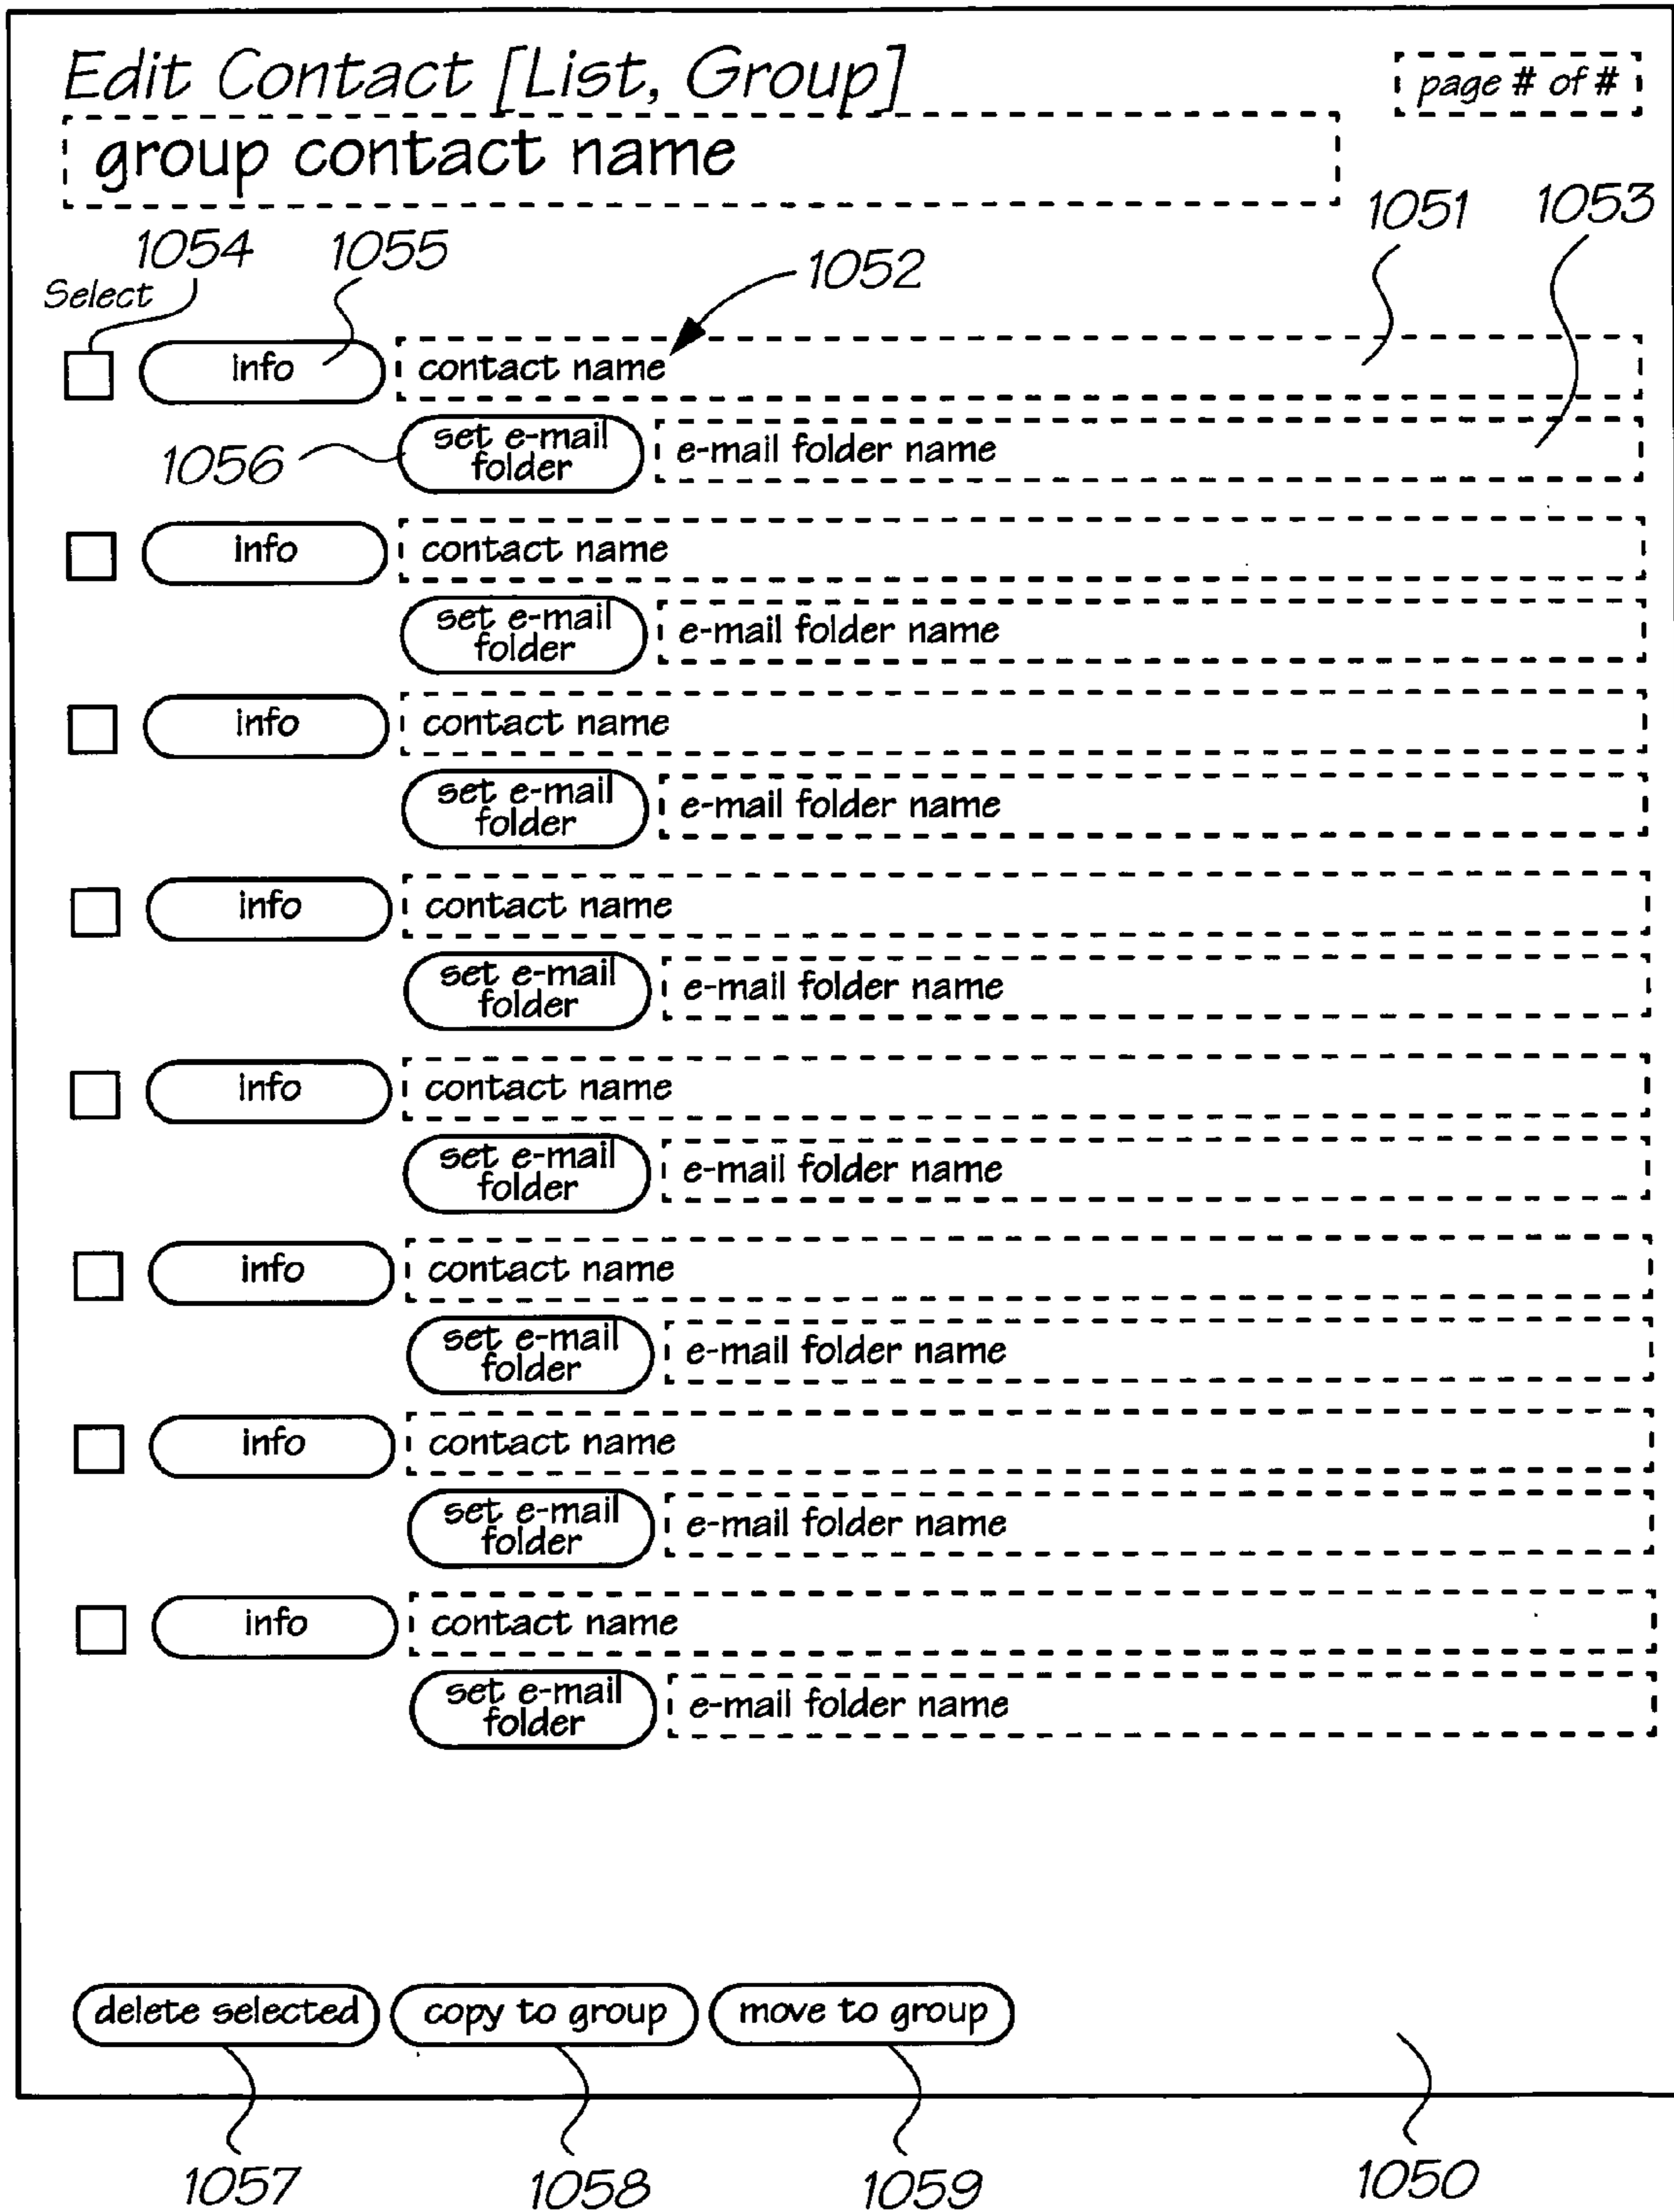 Edit Contact [List, Group]
page # of #
group contact name
1051
1053
1054
1055
1052
Select
info
contact name
1056
set e-mail
folder
e-mail folder name
info
contact name
set e-mail
folder
e-mail folder name
info
contact name
set e-mail
folder
e-mail folder name
info
contact name
set e-mail
folder
e-mail folder name
info
contact name
set e-mail
folder
e-mail folder name
info
contact name
set e-mail
folder
e-mail folder name
info
contact name
set e-mail
folder
e-mail folder name
info
contact name
set e-mail
folder
e-mail folder name
delete selected
copy to group
move to group
1057
1058
1059
1050